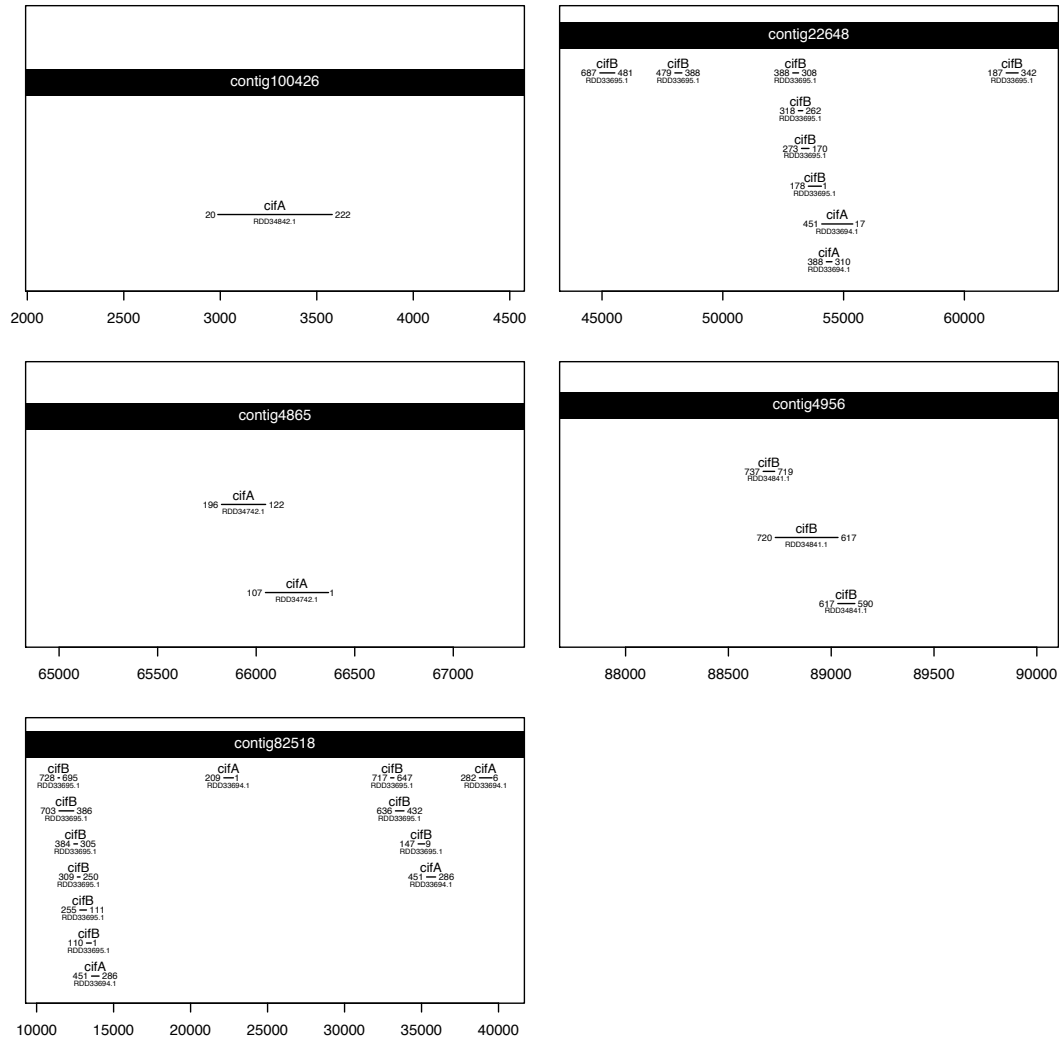 contig100426
cifA
20 222
RDD34842.1
2000 2500 3000 3500 4000 4500
contig22648
cifB cifB cifB cifB
687 481 479 388 388 308 187 342
RDD33695.1 RDD33695.1 RDD33695.1 RDD33695.1
cifB
318 262
RDD33695.1
cifB
273 170
RDD33695.1
cifB
178 1
RDD33695.1
cifA
451 17
RDD33694.1
cifA
388 310
RDD33694.1
45000 50000 55000 60000
contig4865
cifA
196 122
RDD34742.1
cifA
107 1
RDD34742.1
65000 65500 66000 66500 67000
contig4956
cifB
737 719
RDD34841.1
cifB
720 617
RDD34841.1
cifB
617 590
RDD34841.1
88000 88500 89000 89500 90000
contig82518
cifB cifA cifB cifA
728 695 209 1 717 647 282 6
RDD33695.1 RDD33694.1 RDD33695.1 RDD33694.1
cifB cifB
703 386 636 432
RDD33695.1 RDD33695.1
cifB cifB
384 305 147 9
RDD33695.1 RDD33695.1
cifB cifA
309 250 451 286
RDD33695.1 RDD33694.1
cifB
255 111
RDD33695.1
cifB
110 1
RDD33695.1
cifA
451 286
RDD33694.1
10000 15000 20000 25000 30000 35000 40000